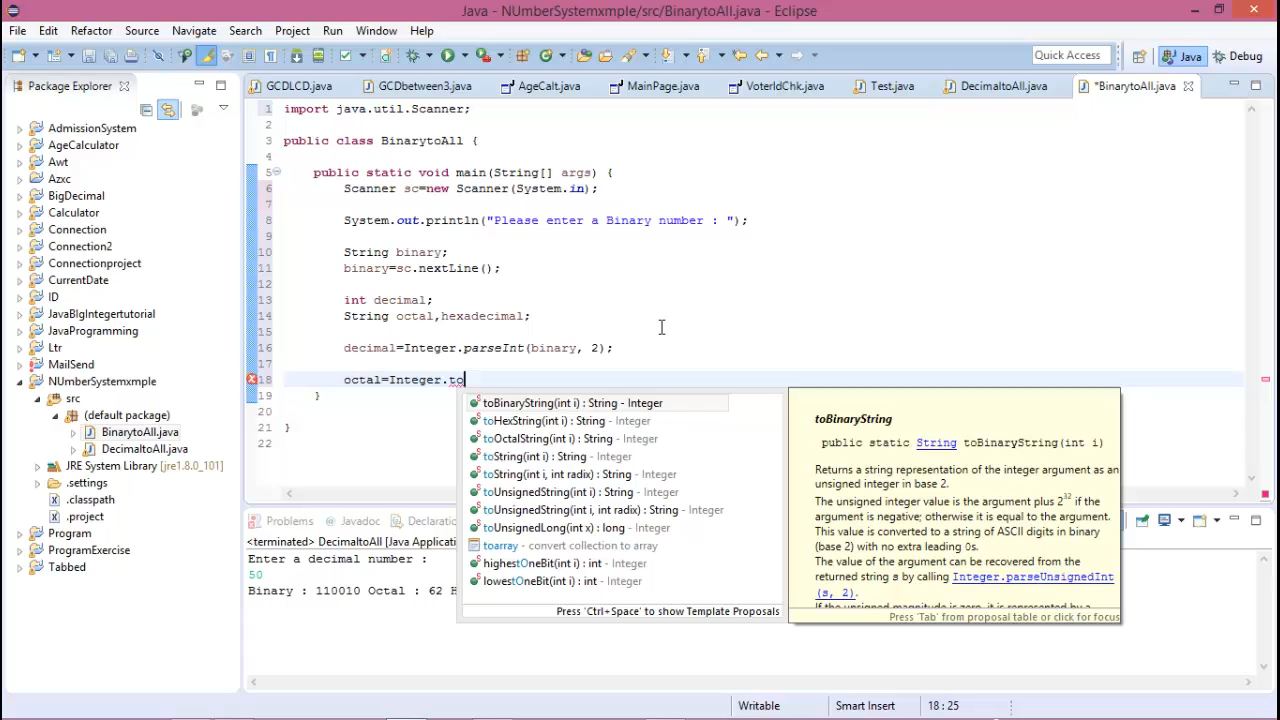 Java - NUmberSystemxmple/src/BinarytoAll.java - Eclipse
File Edit Refactor Source Navigate Search Project Run Window Help
Quick Access Java Debug
Package Explorer
GCDLCD.java GCDbetween3.java AgeCalt.java MainPage.java VoterIdChk.java Test.java DecimaltoAll.java *BinarytoAll.java
AdmissionSystem
AgeCalculator
Awt
Azxc
BigDecimal
Calculator
Connection
Connection2
Connectionproject
CurrentDate
ID
JavaBIgIntegertutorial
JavaProgramming
Ltr
MailSend
NUmberSystemxmple
src
(default package)
BinarytoAll.java
DecimaltoAll.java
JRE System Library [jre1.8.0_101]
.settings
.classpath
.project
Program
ProgramExercise
Tabbed
1 import java.util.Scanner;
2
3 public class BinarytoAll {
4
5 public static void main(String[] args) {
6 Scanner sc=new Scanner(System.in);
7
8 System.out.println("Please enter a Binary number : ");
9
10 String binary;
11 binary=sc.nextLine();
12
13 int decimal;
14 String octal,hexadecimal;
15
16 decimal=Integer.parseInt(binary, 2);
17
18 octal=Integer.to
19 }
20
21 }
22
toBinaryString(int i) : String - Integer
toHexString(int i) : String - Integer
toOctalString(int i) : String - Integer
toString(int i) : String - Integer
toString(int i, int radix) : String - Integer
toUnsignedString(int i) : String - Integer
toUnsignedString(int i, int radix) : String - Integer
toUnsignedLong(int x) : long - Integer
toarray - convert collection to array
highestOneBit(int i) : int - Integer
lowestOneBit(int i) : int - Integer
Press 'Ctrl+Space' to show Template Proposals
toBinaryString
public static String toBinaryString(int i)
Returns a string representation of the integer argument as an
unsigned integer in base 2.
The unsigned integer value is the argument plus 2³² if the
argument is negative; otherwise it is equal to the argument.
This value is converted to a string of ASCII digits in binary
(base 2) with no extra leading 0s.
The value of the argument can be recovered from the
returned string s by calling Integer.parseUnsignedInt
(s, 2).
If the unsigned magnitude is zero, it is represented by a
Press 'Tab' from proposal table or click for focus
Problems Javadoc Declaratio
<terminated> DecimaltoAll [Java Applicati
Enter a decimal number :
50
Binary : 110010 Octal : 62 H
Writable Smart Insert 18 : 25